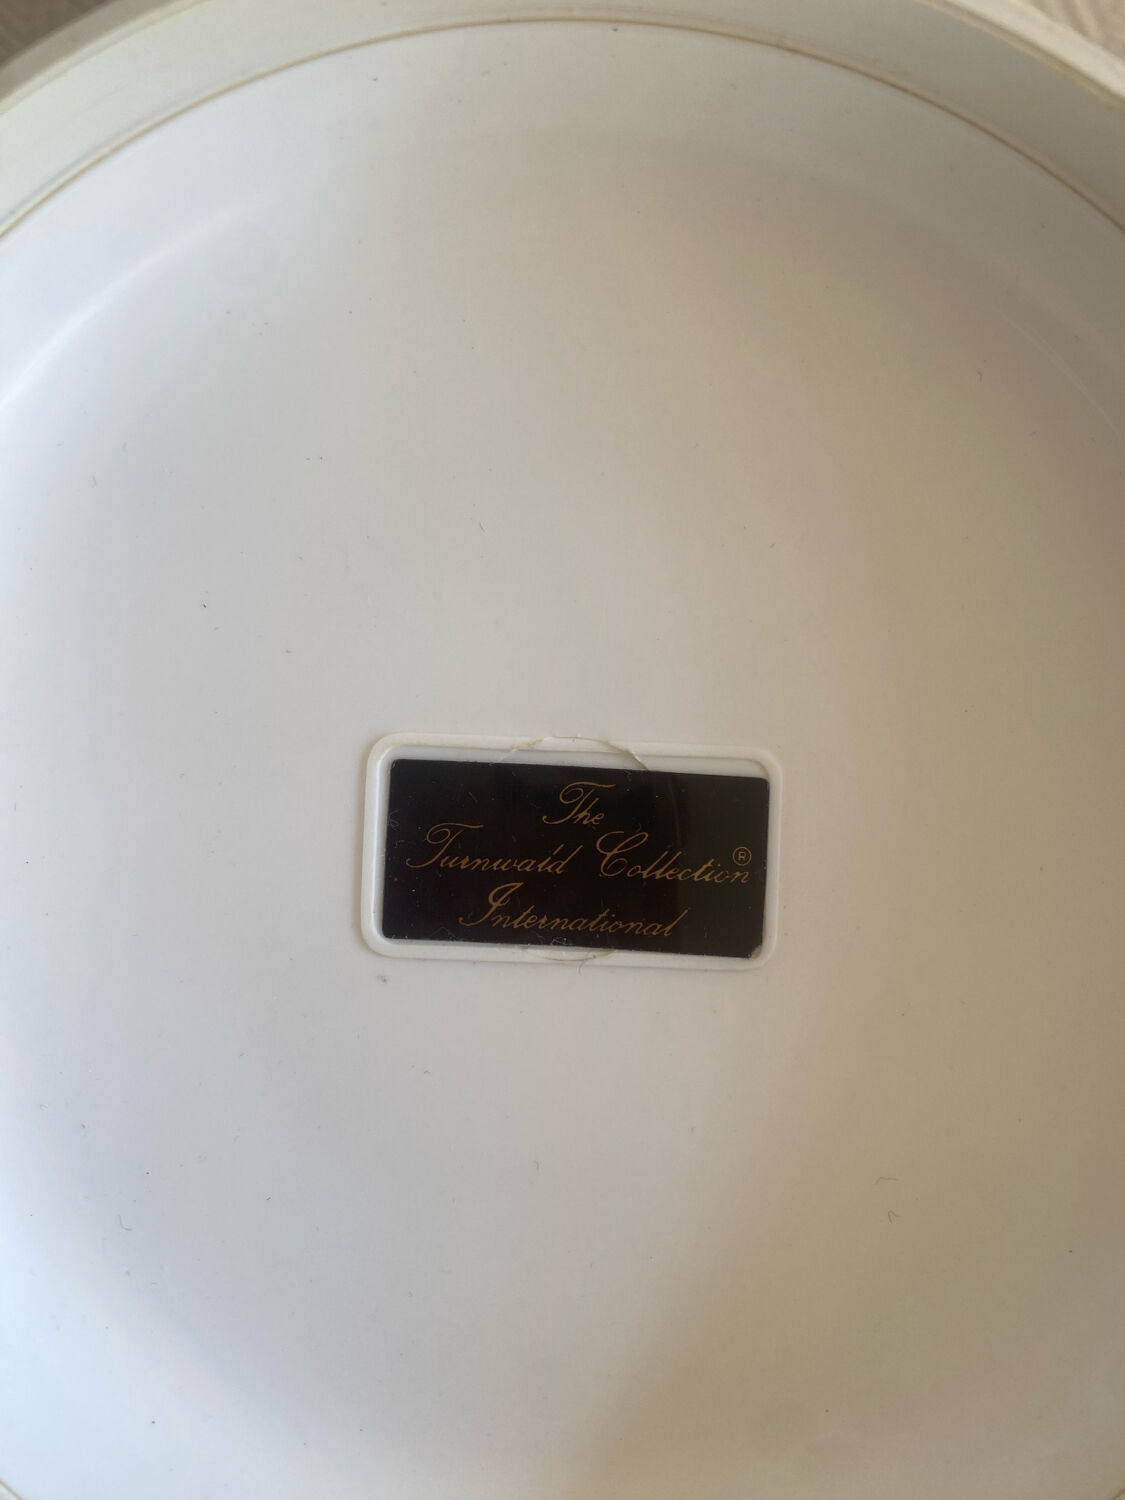 The
Turnwald Collection ®
International